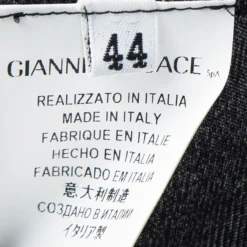 44
GIANNI ACE SpA
REALIZZATO IN ITALIA
MADE IN ITALY
FABRIQUE EN ITALIE
HECHO EN ITALIA
FABRICADO EM ITALIA
意大利制造
СОЗДАНО В ИТАЛИИ
イタリア製